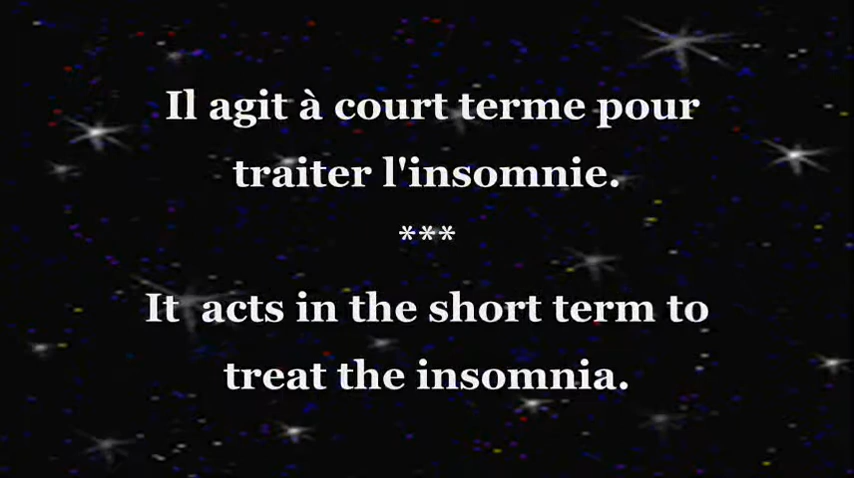 Il agit à court terme pour
traiter l'insomnie.
***
It  acts in the short term to
treat the insomnia.